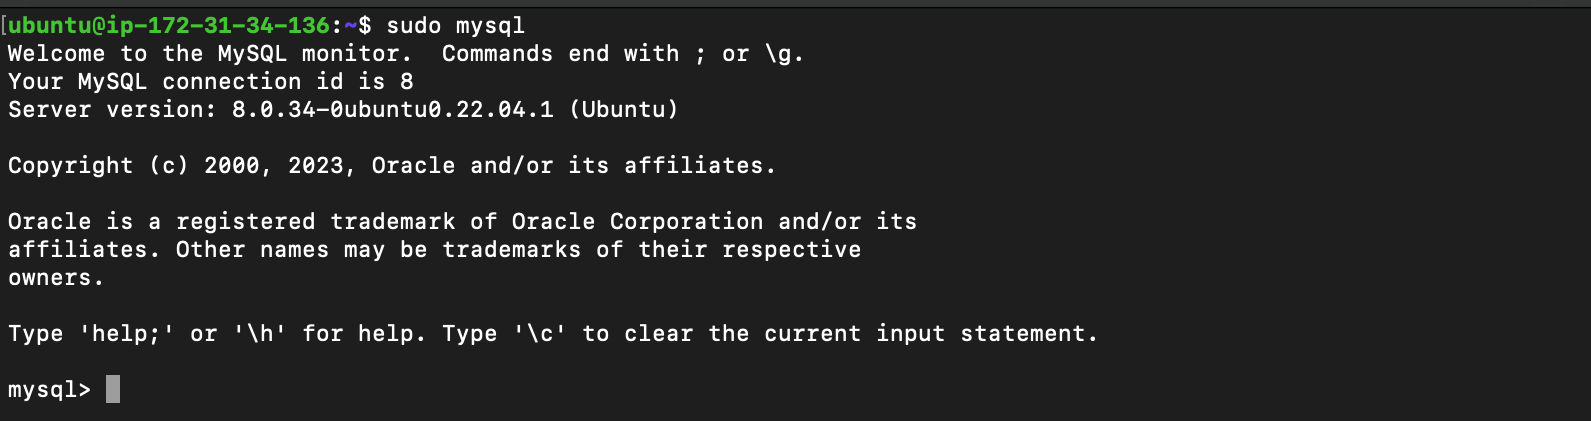 [ubuntu@ip-172-31-34-136:~$ sudo mysql
Welcome to the MySQL monitor.  Commands end with ; or \g.
Your MySQL connection id is 8
Server version: 8.0.34-0ubuntu0.22.04.1 (Ubuntu)
Copyright (c) 2000, 2023, Oracle and/or its affiliates.
Oracle is a registered trademark of Oracle Corporation and/or its
affiliates. Other names may be trademarks of their respective
owners.
Type 'help;' or '\h' for help. Type '\c' to clear the current input statement.
mysql>